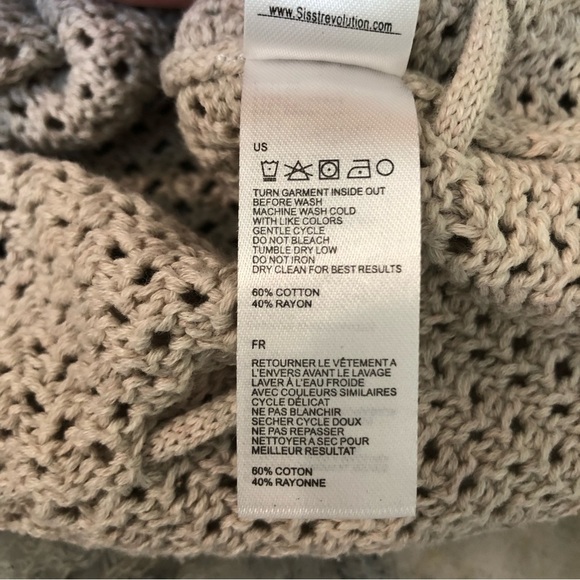 www.Sisstrevolution.com
US
TURN GARMENT INSIDE OUT
BEFORE WASH
MACHINE WASH COLD
WITH LIKE COLORS
GENTLE CYCLE
DO NOT BLEACH
TUMBLE DRY LOW
DO NOT IRON
DRY CLEAN FOR BEST RESULTS
60% COTTON
40% RAYON
FR
RETOURNER LE VÊTEMENT A
L'ENVERS AVANT LE LAVAGE
LAVER À L'EAU FROIDE
AVEC COULEURS SIMILAIRES
CYCLE DÉLICAT
NE PAS BLANCHIR
SECHER CYCLE DOUX
NE PAS REPASSER
NETTOYER A SEC POUR
MEILLEUR RESULTAT
60% COTON
40% RAYONNE